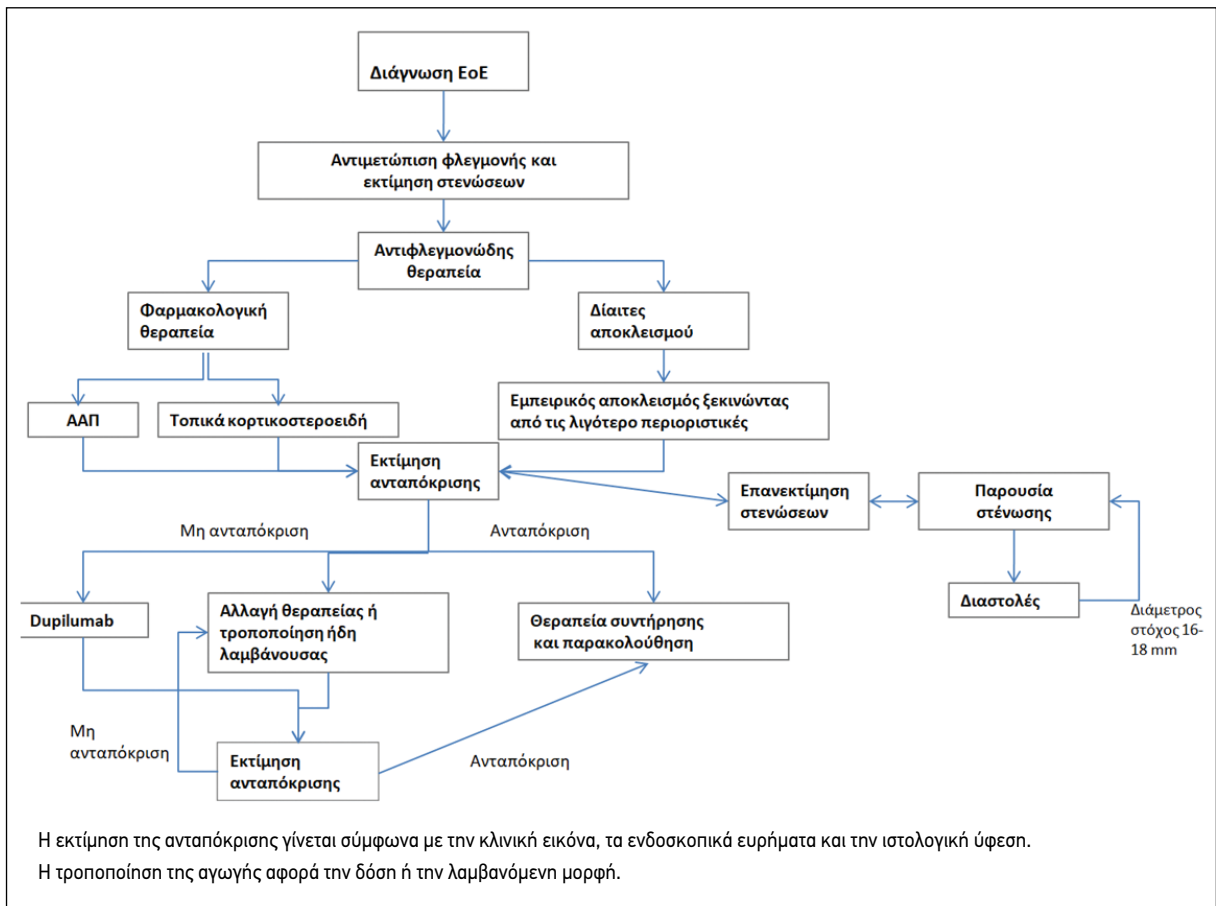 Διάγνωση EoE
Αντιμετώπιση φλεγμονής και
εκτίμηση στενώσεων
Αντιφλεγμονώδης
θεραπεία
Φαρμακολογική
θεραπεία
Δίαιτες
αποκλεισμού
ΑΑΠ
Τοπικά κορτικοστεροειδή
Εμπειρικός αποκλεισμός ξεκινώντας
από τις λιγότερο περιοριστικές
Εκτίμηση
ανταπόκρισης
Επανεκτίμηση
στενώσεων
Παρουσία
στένωσης
Μη ανταπόκριση
Ανταπόκριση
Dupilumab
Αλλαγή θεραπείας ή
τροποποίηση ήδη
λαμβάνουσας
Θεραπεία συντήρησης
και παρακολούθηση
Διαστολές
Διάμετρος
στόχος 16-
18 mm
Μη
ανταπόκριση
Εκτίμηση
ανταπόκρισης
Ανταπόκριση
Η εκτίμηση της ανταπόκρισης γίνεται σύμφωνα με την κλινική εικόνα, τα ενδοσκοπικά ευρήματα και την ιστολογική ύφεση.
Η τροποποίηση της αγωγής αφορά την δόση ή την λαμβανόμενη μορφή.